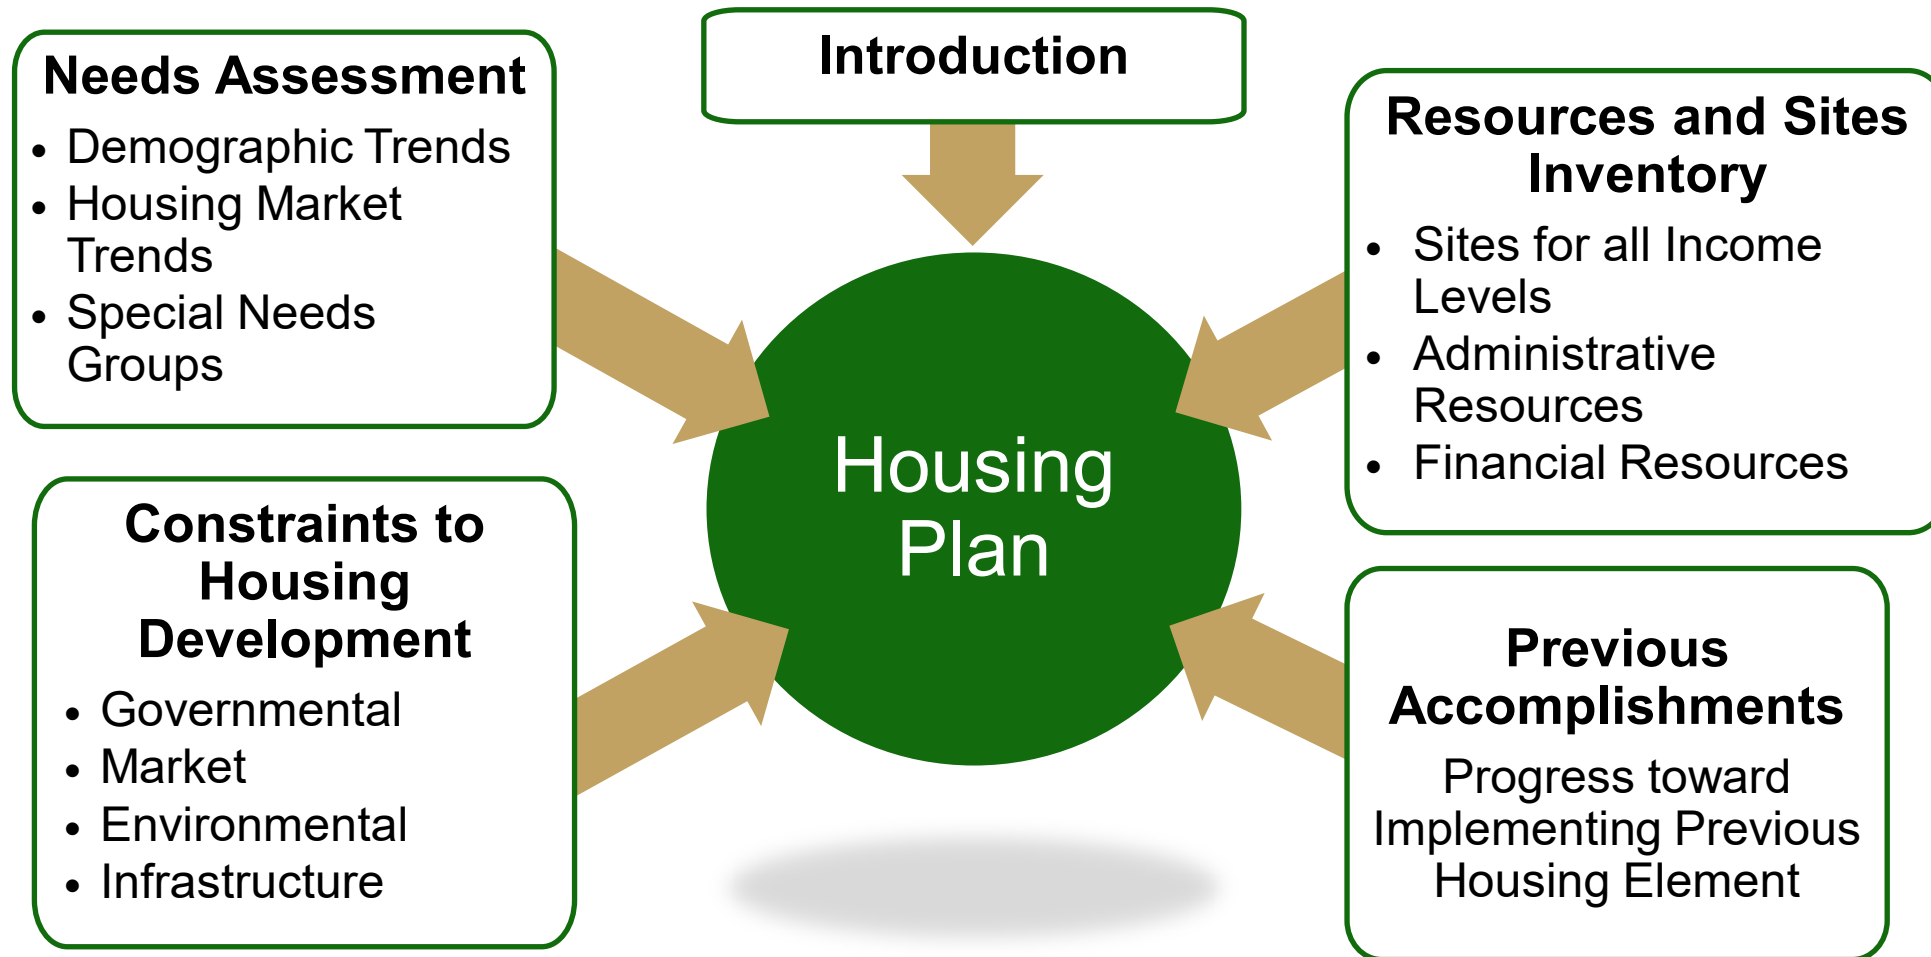 Introduction
Needs Assessment
• Demographic Trends
• Housing Market
Trends
• Special Needs
Groups
Resources and Sites
Inventory
• Sites for all Income
Levels
• Administrative
Resources
• Financial Resources
Housing
Plan
Constraints to
Housing
Development
• Governmental
• Market
• Environmental
• Infrastructure
Previous
Accomplishments
Progress toward
Implementing Previous
Housing Element